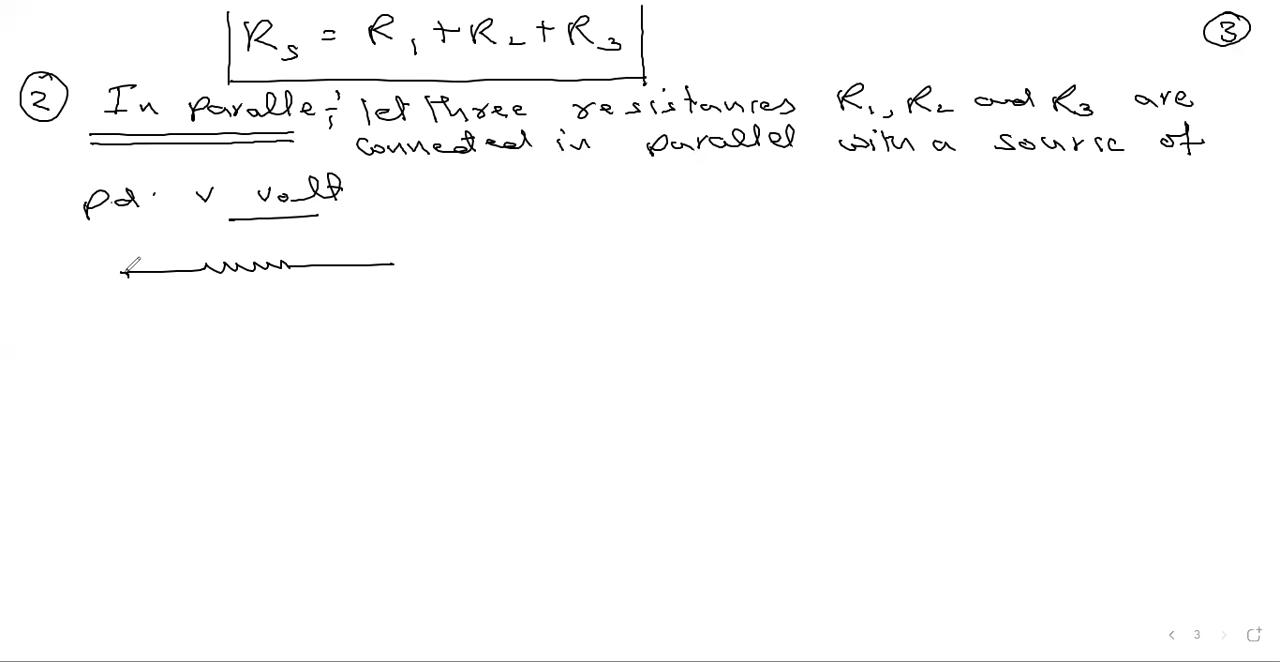 Rs = R1 + R2 + R3
3
2 In paralle :- let three resistances R1, R2 and R3 are
connected in parallel with a source of
p.d. v volt
< 3 >